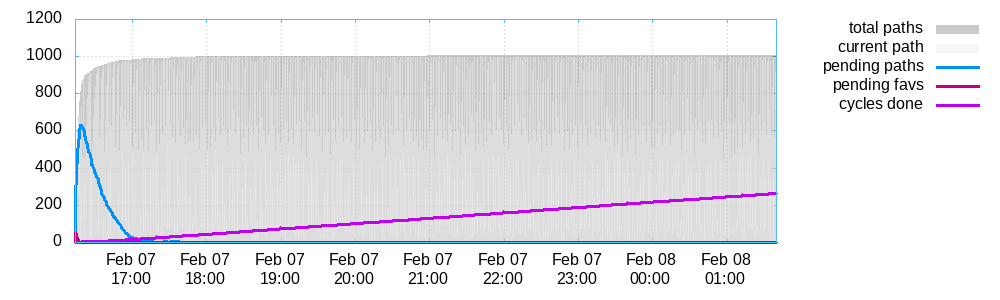 1200
1000
800
600
400
200
0
Feb 07 Feb 07 Feb 07 Feb 07 Feb 07 Feb 07 Feb 07 Feb 08 Feb 08
17:00 18:00 19:00 20:00 21:00 22:00 23:00 00:00 01:00
total paths
current path
pending paths
pending favs
cycles done